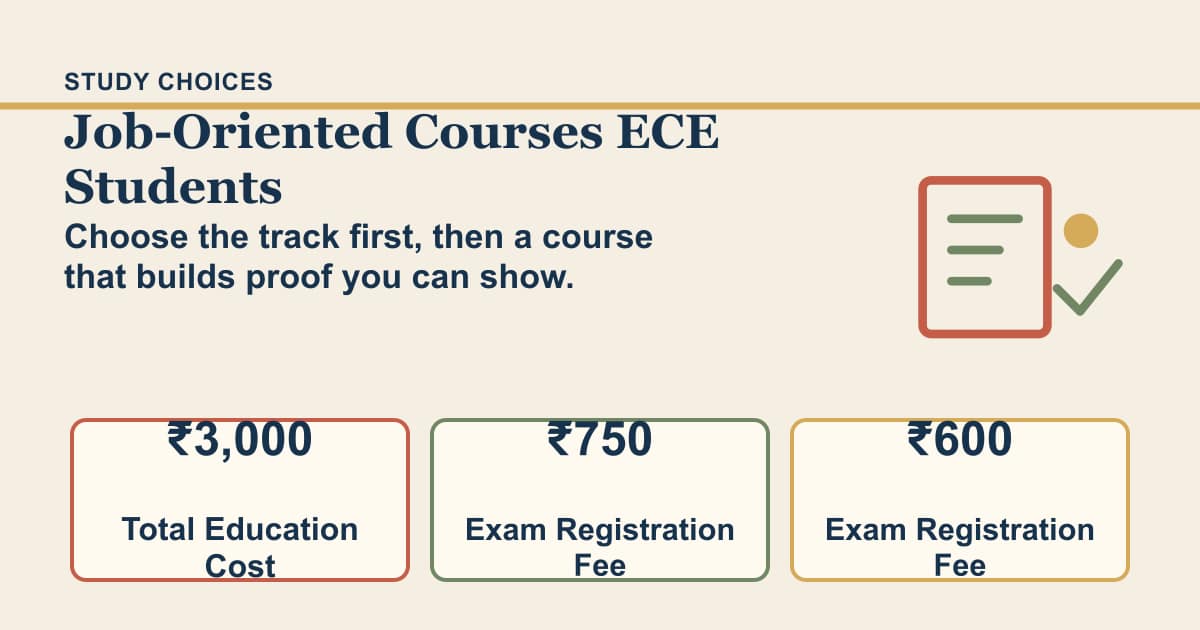 STUDY CHOICES
Job-Oriented Courses ECE
Students
Choose the track first, then a course
that builds proof you can show.
₹3,000
Total Education
Cost
₹750
Exam Registration
Fee
₹600
Exam Registration
Fee